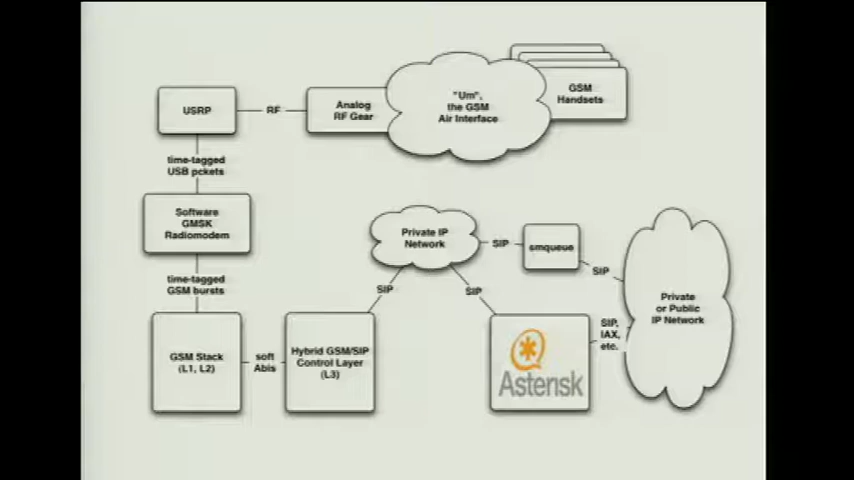 GSM
Handsets
"Um",
the GSM
Air Interface
USRP
RF
Analog
RF Gear
time-tagged
USB pckets
Software
GMSK
Radiomodem
Private IP
Network
SIP
smqueue
SIP
time-tagged
GSM bursts
SIP
SIP
Private
or Public
IP Network
GSM Stack
(L1, L2)
soft
Abis
Hybrid GSM/SIP
Control Layer
(L3)
Asterisk
SIP,
IAX,
etc.